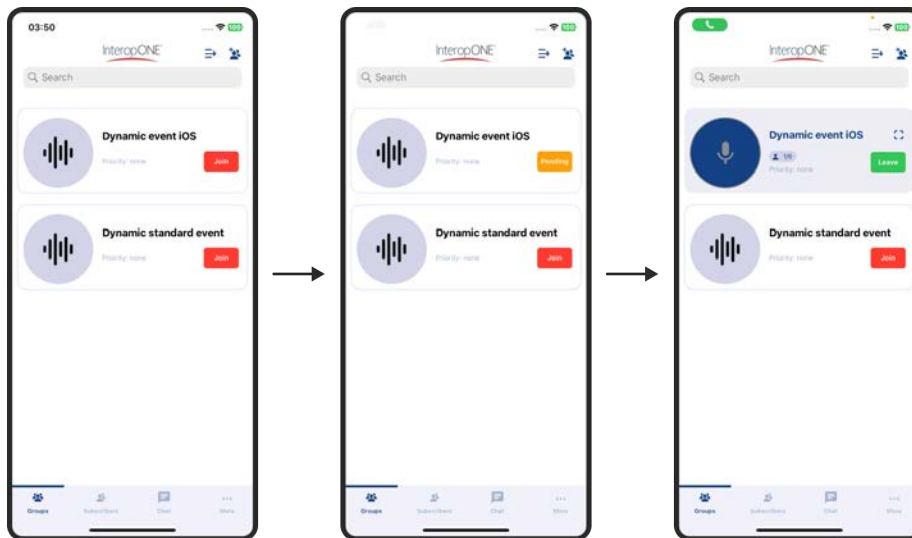 03:50
InteropONE
Search
Dynamic event iOS
Priority: none
Join
Dynamic standard event
Priority: none
Join
Groups
Subscribers
Chat
More
InteropONE
Search
Dynamic event iOS
Priority: none
Pending
Dynamic standard event
Priority: none
Join
Groups
Subscribers
Chat
More
InteropONE
Search
Dynamic event iOS
Priority: none
Leave
Dynamic standard event
Priority: none
Join
Groups
Subscribers
Chat
More